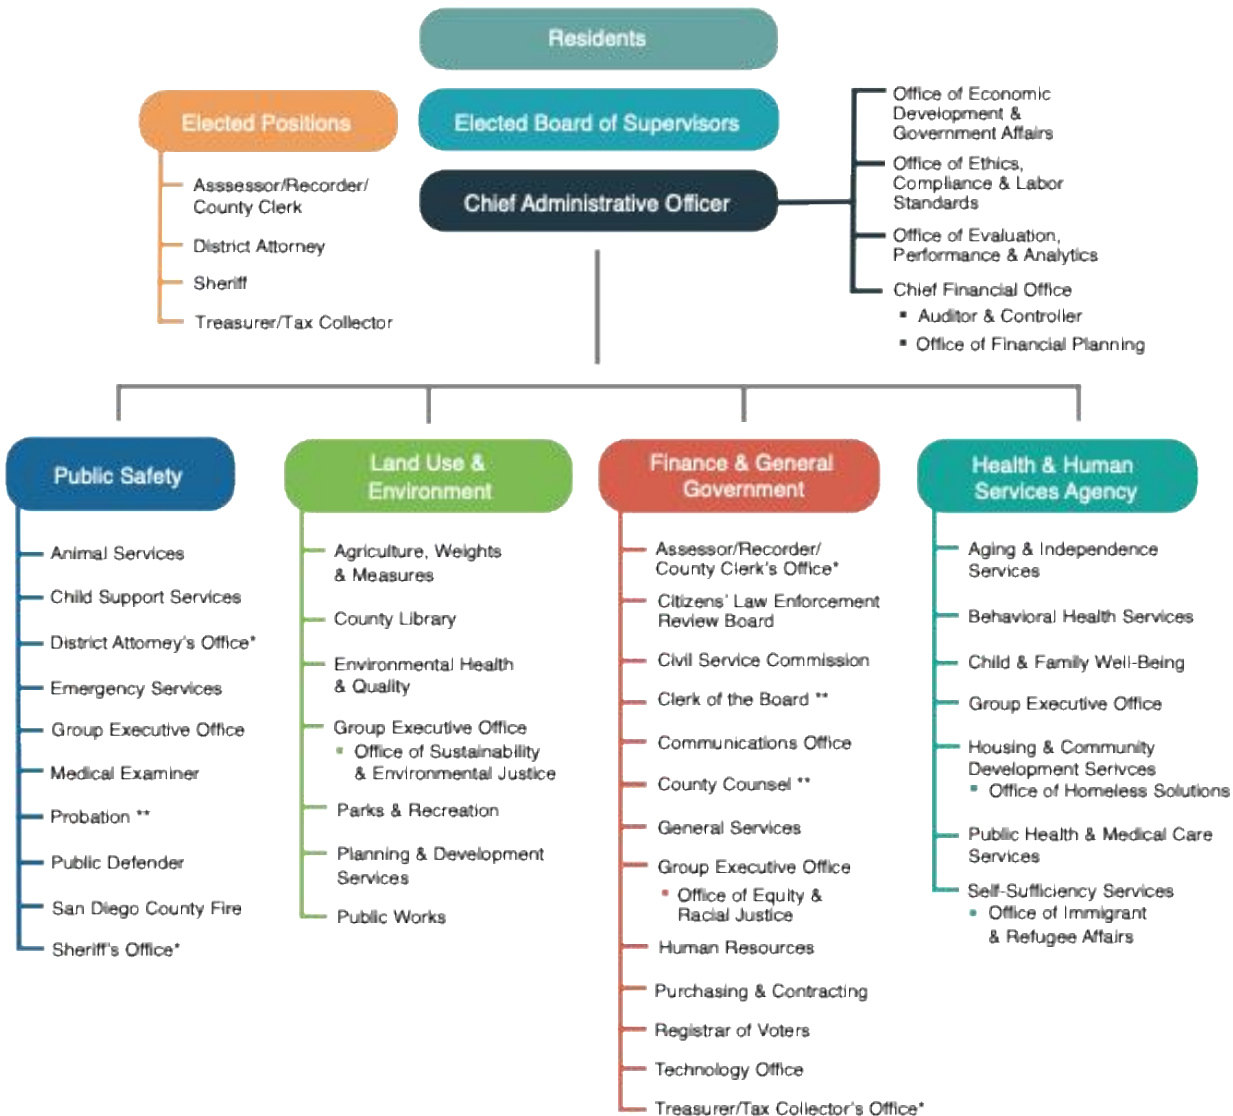 Residents
Elected Positions
Asssessor/Recorder/
County Clerk
District Attorney
Sheriff
Treasurer/Tax Collector
Elected Board of Supervisors
Chief Administrative Officer
Office of Economic
Development &
Government Affairs
Office of Ethics,
Compliance & Labor
Standards
Office of Evaluation,
Performance & Analytics
Chief Financial Office
▪ Auditor & Controller
▪ Office of Financial Planning
Public Safety
Animal Services
Child Support Services
District Attorney's Office*
Emergency Services
Group Executive Office
Medical Examiner
Probation **
Public Defender
San Diego County Fire
Sheriff's Office*
Land Use &
Environment
Agriculture, Weights
& Measures
County Library
Environmental Health
& Quality
Group Executive Office
• Office of Sustainability
& Environmental Justice
Parks & Recreation
Planning & Development
Services
Public Works
Finance & General
Government
Assessor/Recorder/
County Clerk's Office*
Citizens' Law Enforcement
Review Board
Civil Service Commission
Clerk of the Board **
Communications Office
County Counsel **
General Services
Group Executive Office
• Office of Equity &
Racial Justice
Human Resources
Purchasing & Contracting
Registrar of Voters
Technology Office
Treasurer/Tax Collector's Office*
Health & Human
Services Agency
Aging & Independence
Services
Behavioral Health Services
Child & Family Well-Being
Group Executive Office
Housing & Community
Development Serivces
▪ Office of Homeless Solutions
Public Health & Medical Care
Services
Self-Sufficiency Services
• Office of Immigrant
& Refugee Affairs